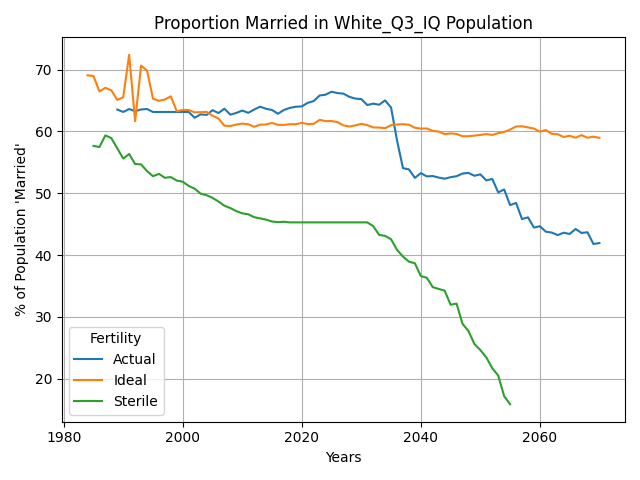 Proportion Married in White_Q3_IQ Population
% of Population 'Married'
70
60
50
40
30
20
Fertility
Actual
Ideal
Sterile
1980
2000
2020
2040
2060
Years